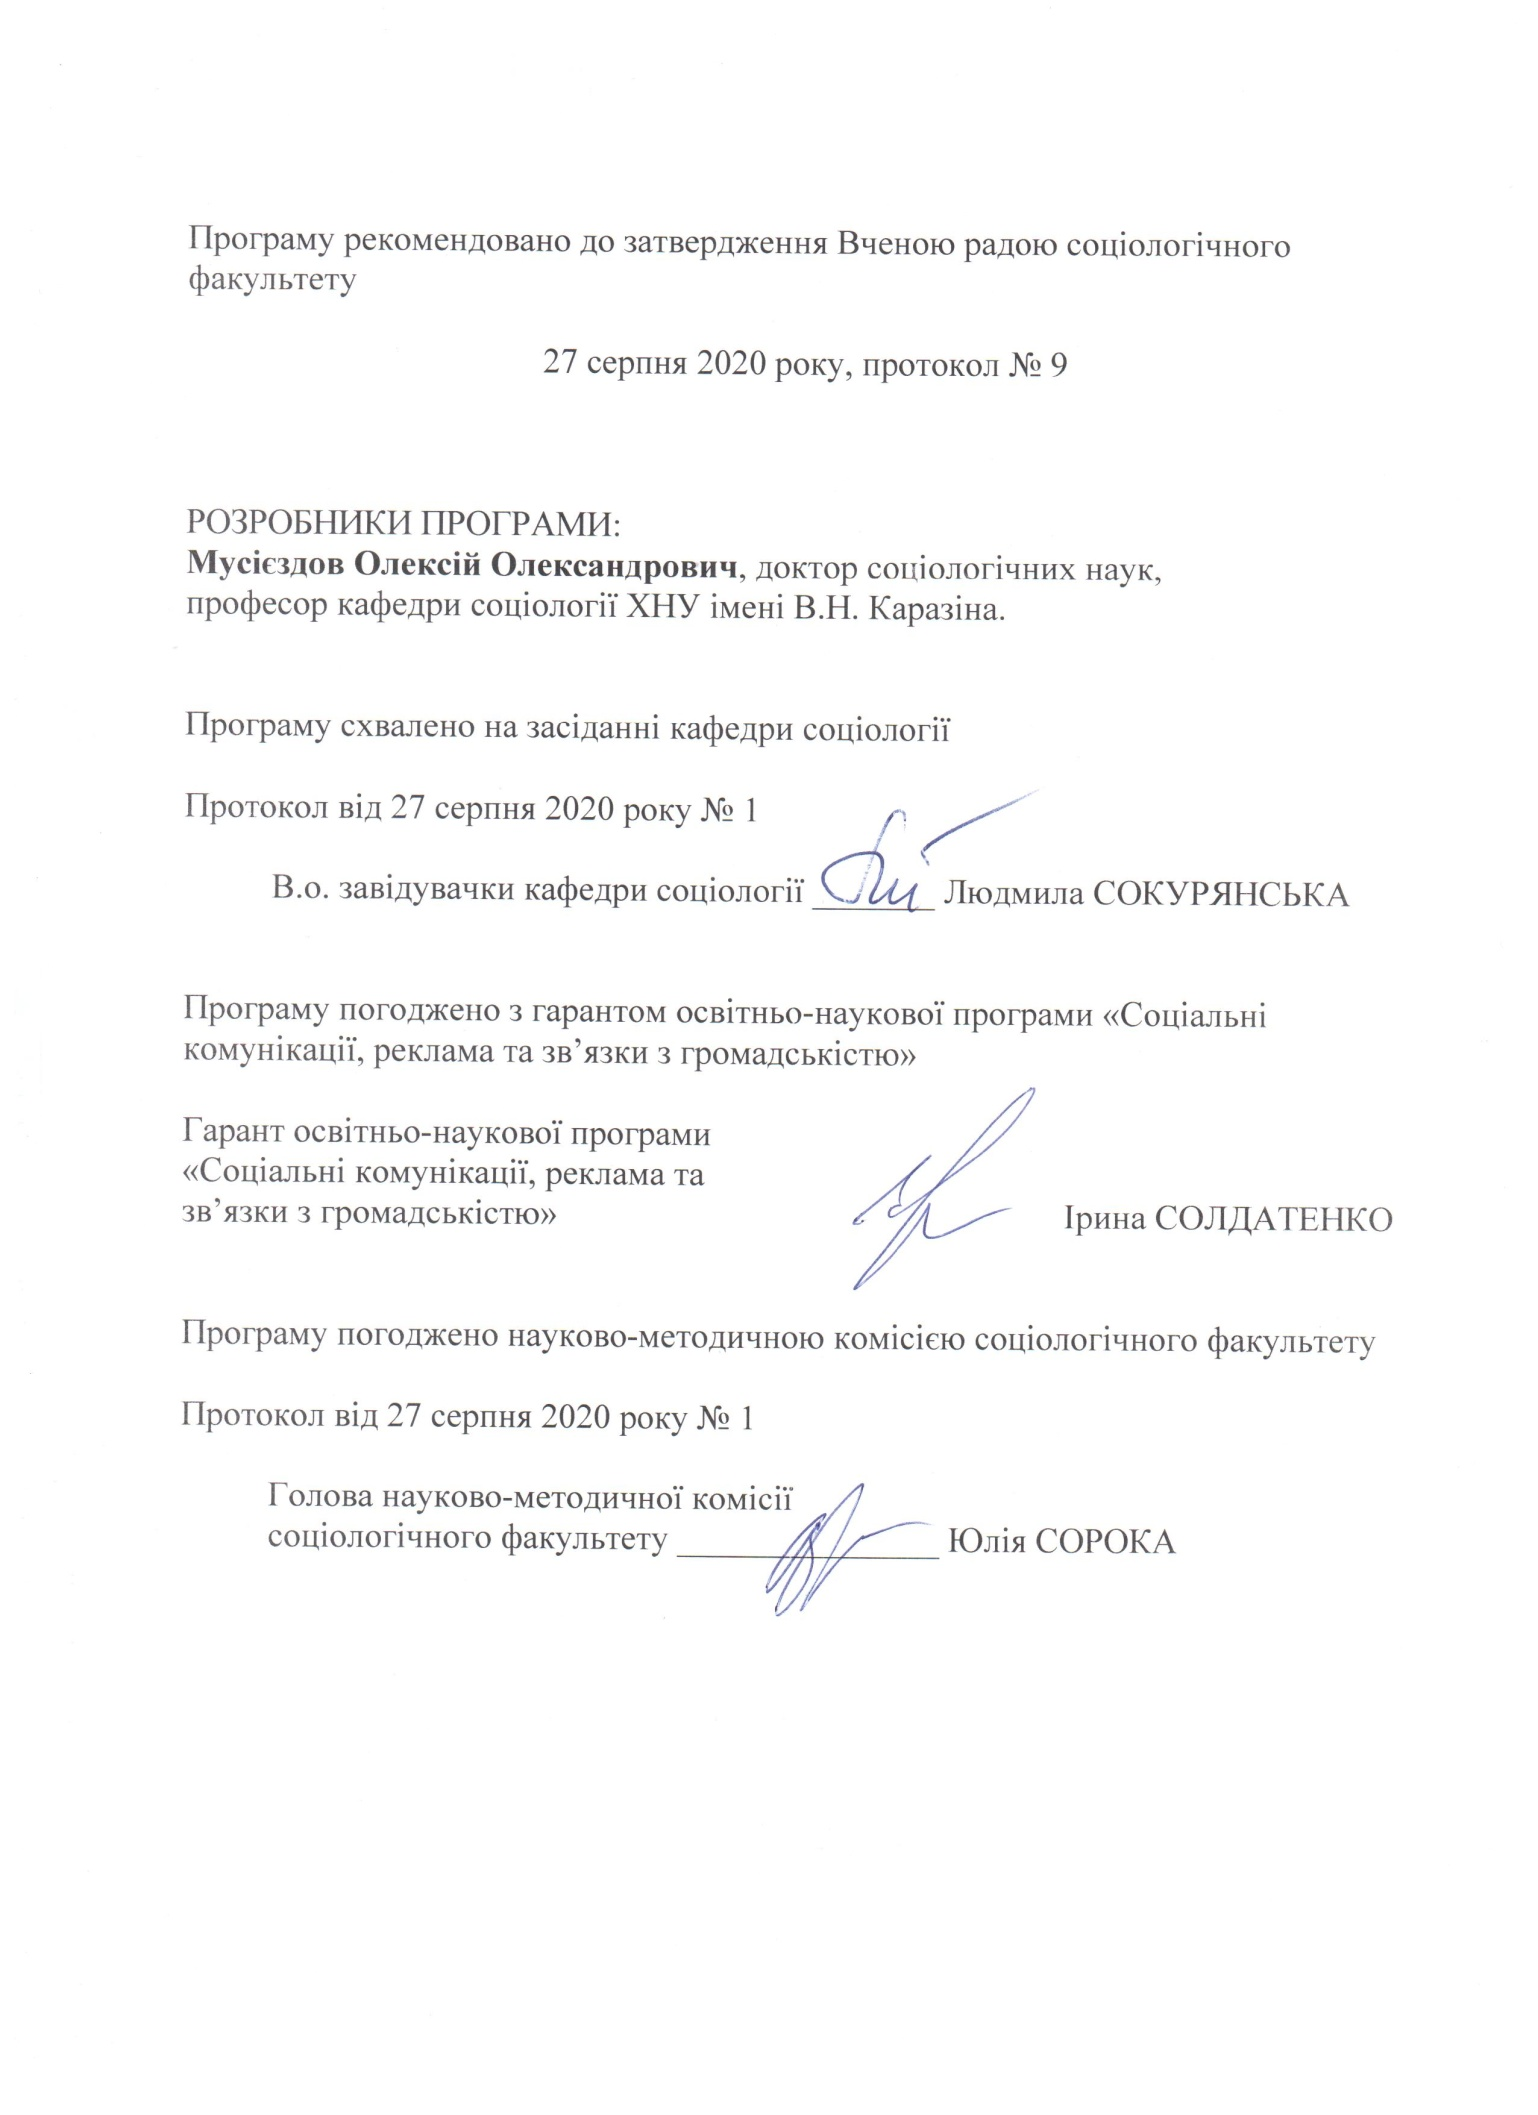 Програму рекомендовано до затвердження Вченою радою соціологічного
факультету
27 серпня 2020 року, протокол № 9
РОЗРОБНИКИ ПРОГРАМИ:
Мусієздов Олексій Олександрович, доктор соціологічних наук,
професор кафедри соціології ХНУ імені В.Н. Каразіна.
Програму схвалено на засіданні кафедри соціології
Протокол від 27 серпня 2020 року № 1
В.о. завідувачки кафедри соціології _______ Людмила СОКУРЯНСЬКА
Програму погоджено з гарантом освітньо-наукової програми «Соціальні
комунікації, реклама та зв’язки з громадськістю»
Гарант освітньо-наукової програми
«Соціальні комунікації, реклама та
зв’язки з громадськістю» Ірина СОЛДАТЕНКО
Програму погоджено науково-методичною комісією соціологічного факультету
Протокол від 27 серпня 2020 року № 1
Голова науково-методичної комісії
соціологічного факультету _______________ Юлія СОРОКА